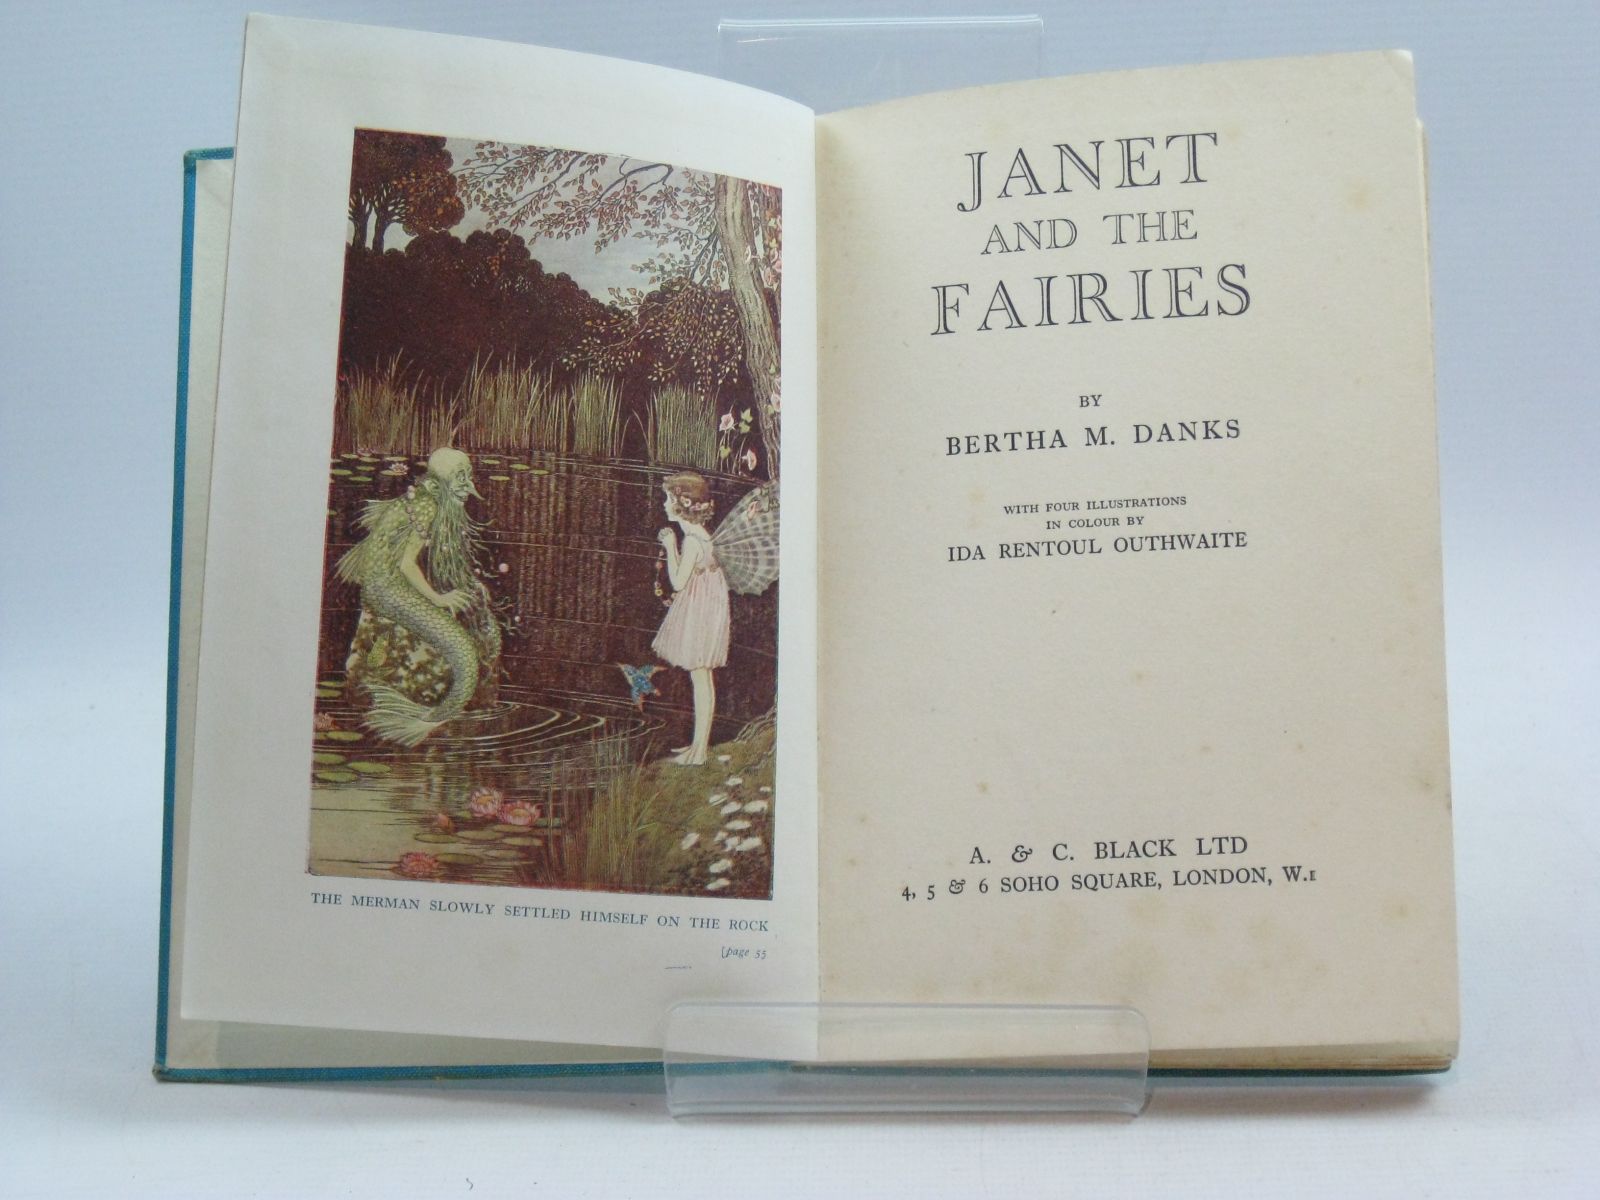 THE MERMAN SLOWLY SETTLED HIMSELF ON THE ROCK
[page 55
JANET
AND THE
FAIRIES
BY
BERTHA M. DANKS
WITH FOUR ILLUSTRATIONS
IN COLOUR BY
IDA RENTOUL OUTHWAITE
A. & C. BLACK LTD
4, 5 & 6 SOHO SQUARE, LONDON, W.1